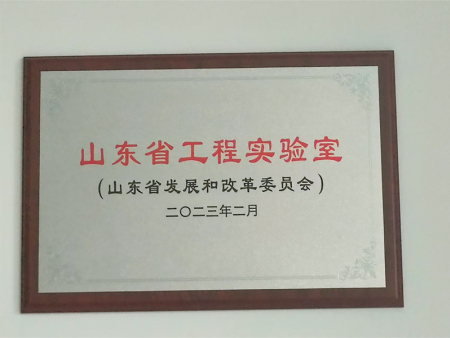 山东省工程实验室
(山东省发展和改革委员会)
二〇二三年二月